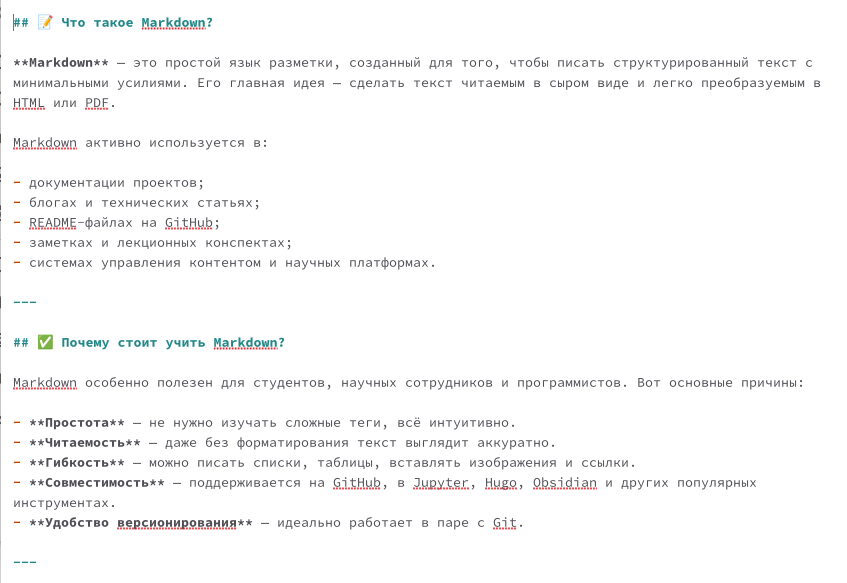 ## 📝 Что такое Markdown?
**Markdown** — это простой язык разметки, созданный для того, чтобы писать структурированный текст с
минимальными усилиями. Его главная идея — сделать текст читаемым в сыром виде и легко преобразуемым в
HTML или PDF.
Markdown активно используется в:
- документации проектов;
- блогах и технических статьях;
- README-файлах на GitHub;
- заметках и лекционных конспектах;
- системах управления контентом и научных платформах.
---
## ✅ Почему стоит учить Markdown?
Markdown особенно полезен для студентов, научных сотрудников и программистов. Вот основные причины:
- **Простота** — не нужно изучать сложные теги, всё интуитивно.
- **Читаемость** — даже без форматирования текст выглядит аккуратно.
- **Гибкость** — можно писать списки, таблицы, вставлять изображения и ссылки.
- **Совместимость** — поддерживается на GitHub, в Jupyter, Hugo, Obsidian и других популярных
инструментах.
- **Удобство версионирования** — идеально работает в паре с Git.
---